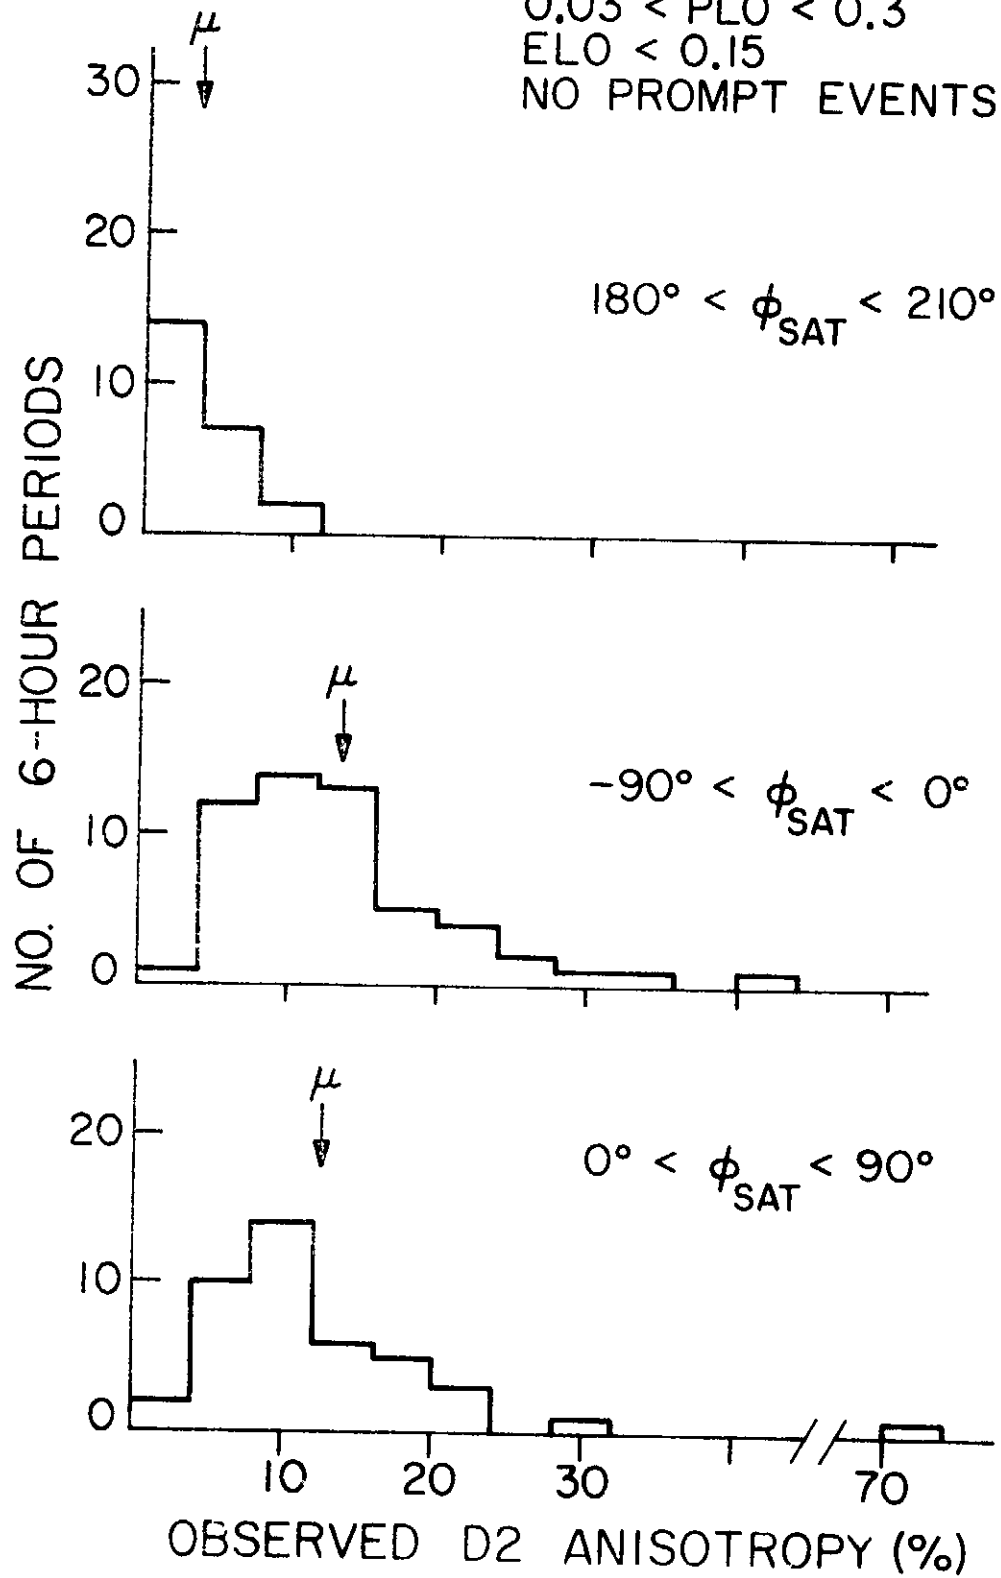 0.03 < PLO < 0.3
ELO < 0.15
NO PROMPT EVENTS
μ
30
20
10
0
180° < ϕSAT < 210°
μ
20
10
0
-90° < ϕSAT < 0°
μ
20
10
0
0° < ϕSAT < 90°
10 20 30 70
NO. OF 6-HOUR PERIODS
OBSERVED D2 ANISOTROPY (%)